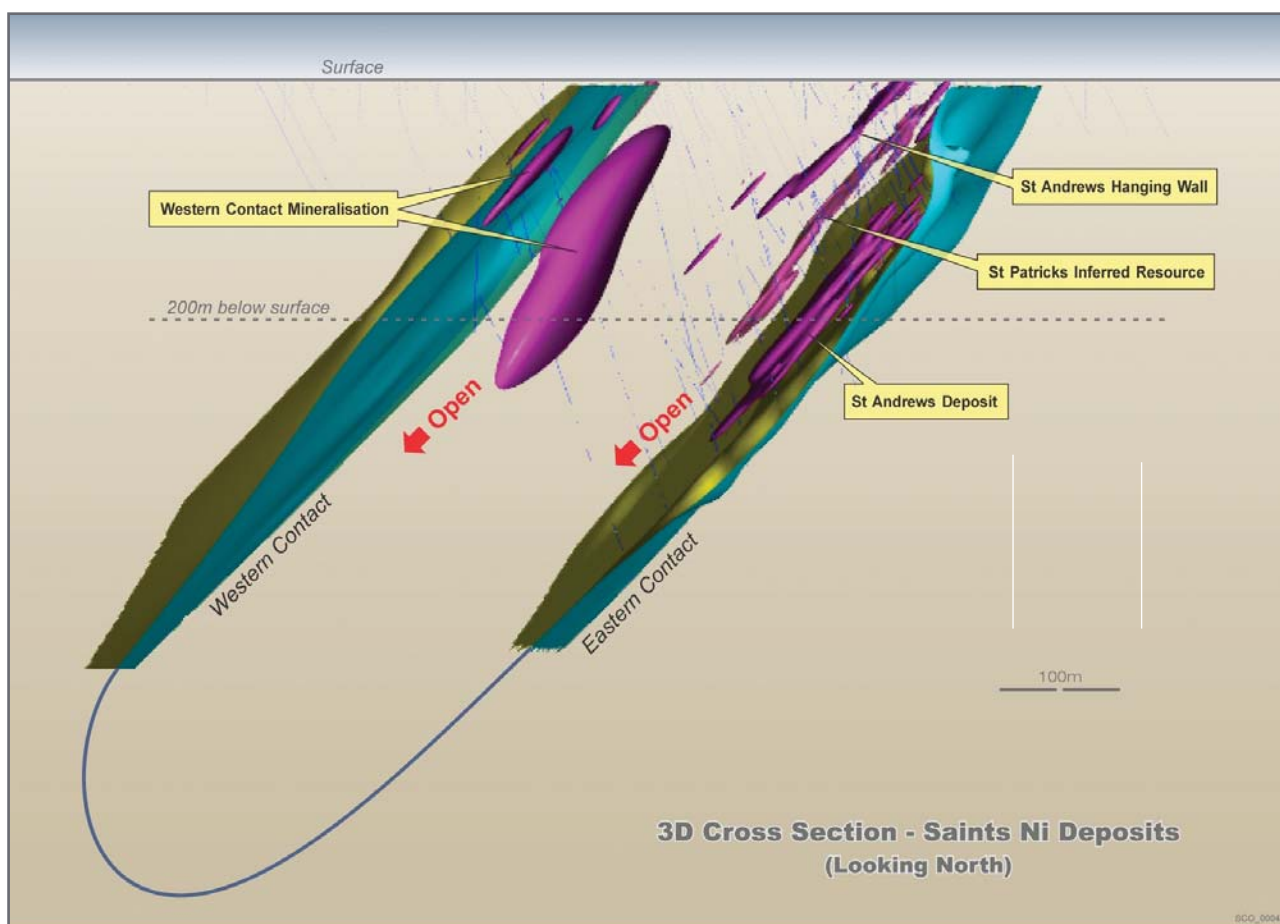 Surface
Western Contact Mineralisation
St Andrews Hanging Wall
St Patricks Inferred Resource
200m below surface
St Andrews Deposit
Open
Open
Western Contact
Eastern Contact
100m
3D Cross Section - Saints Ni Deposits
(Looking North)
SCO_0004